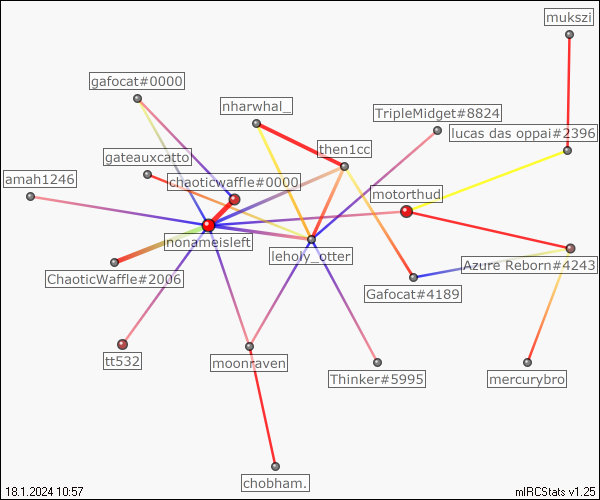 mukszi
gafocat#0000
nharwhal_
TripleMidget#8824
lucas das oppai#2396
then1cc
gateauxcatto
amah1246
chaoticwaffle#0000
motorthud
nonameisleft
leholy_otter
Azure Reborn#4243
ChaoticWaffle#2006
Gafocat#4189
tt532
moonraven
Thinker#5995
mercurybro
chobham.
18.1.2024 10:57
mIRCStats v1.25